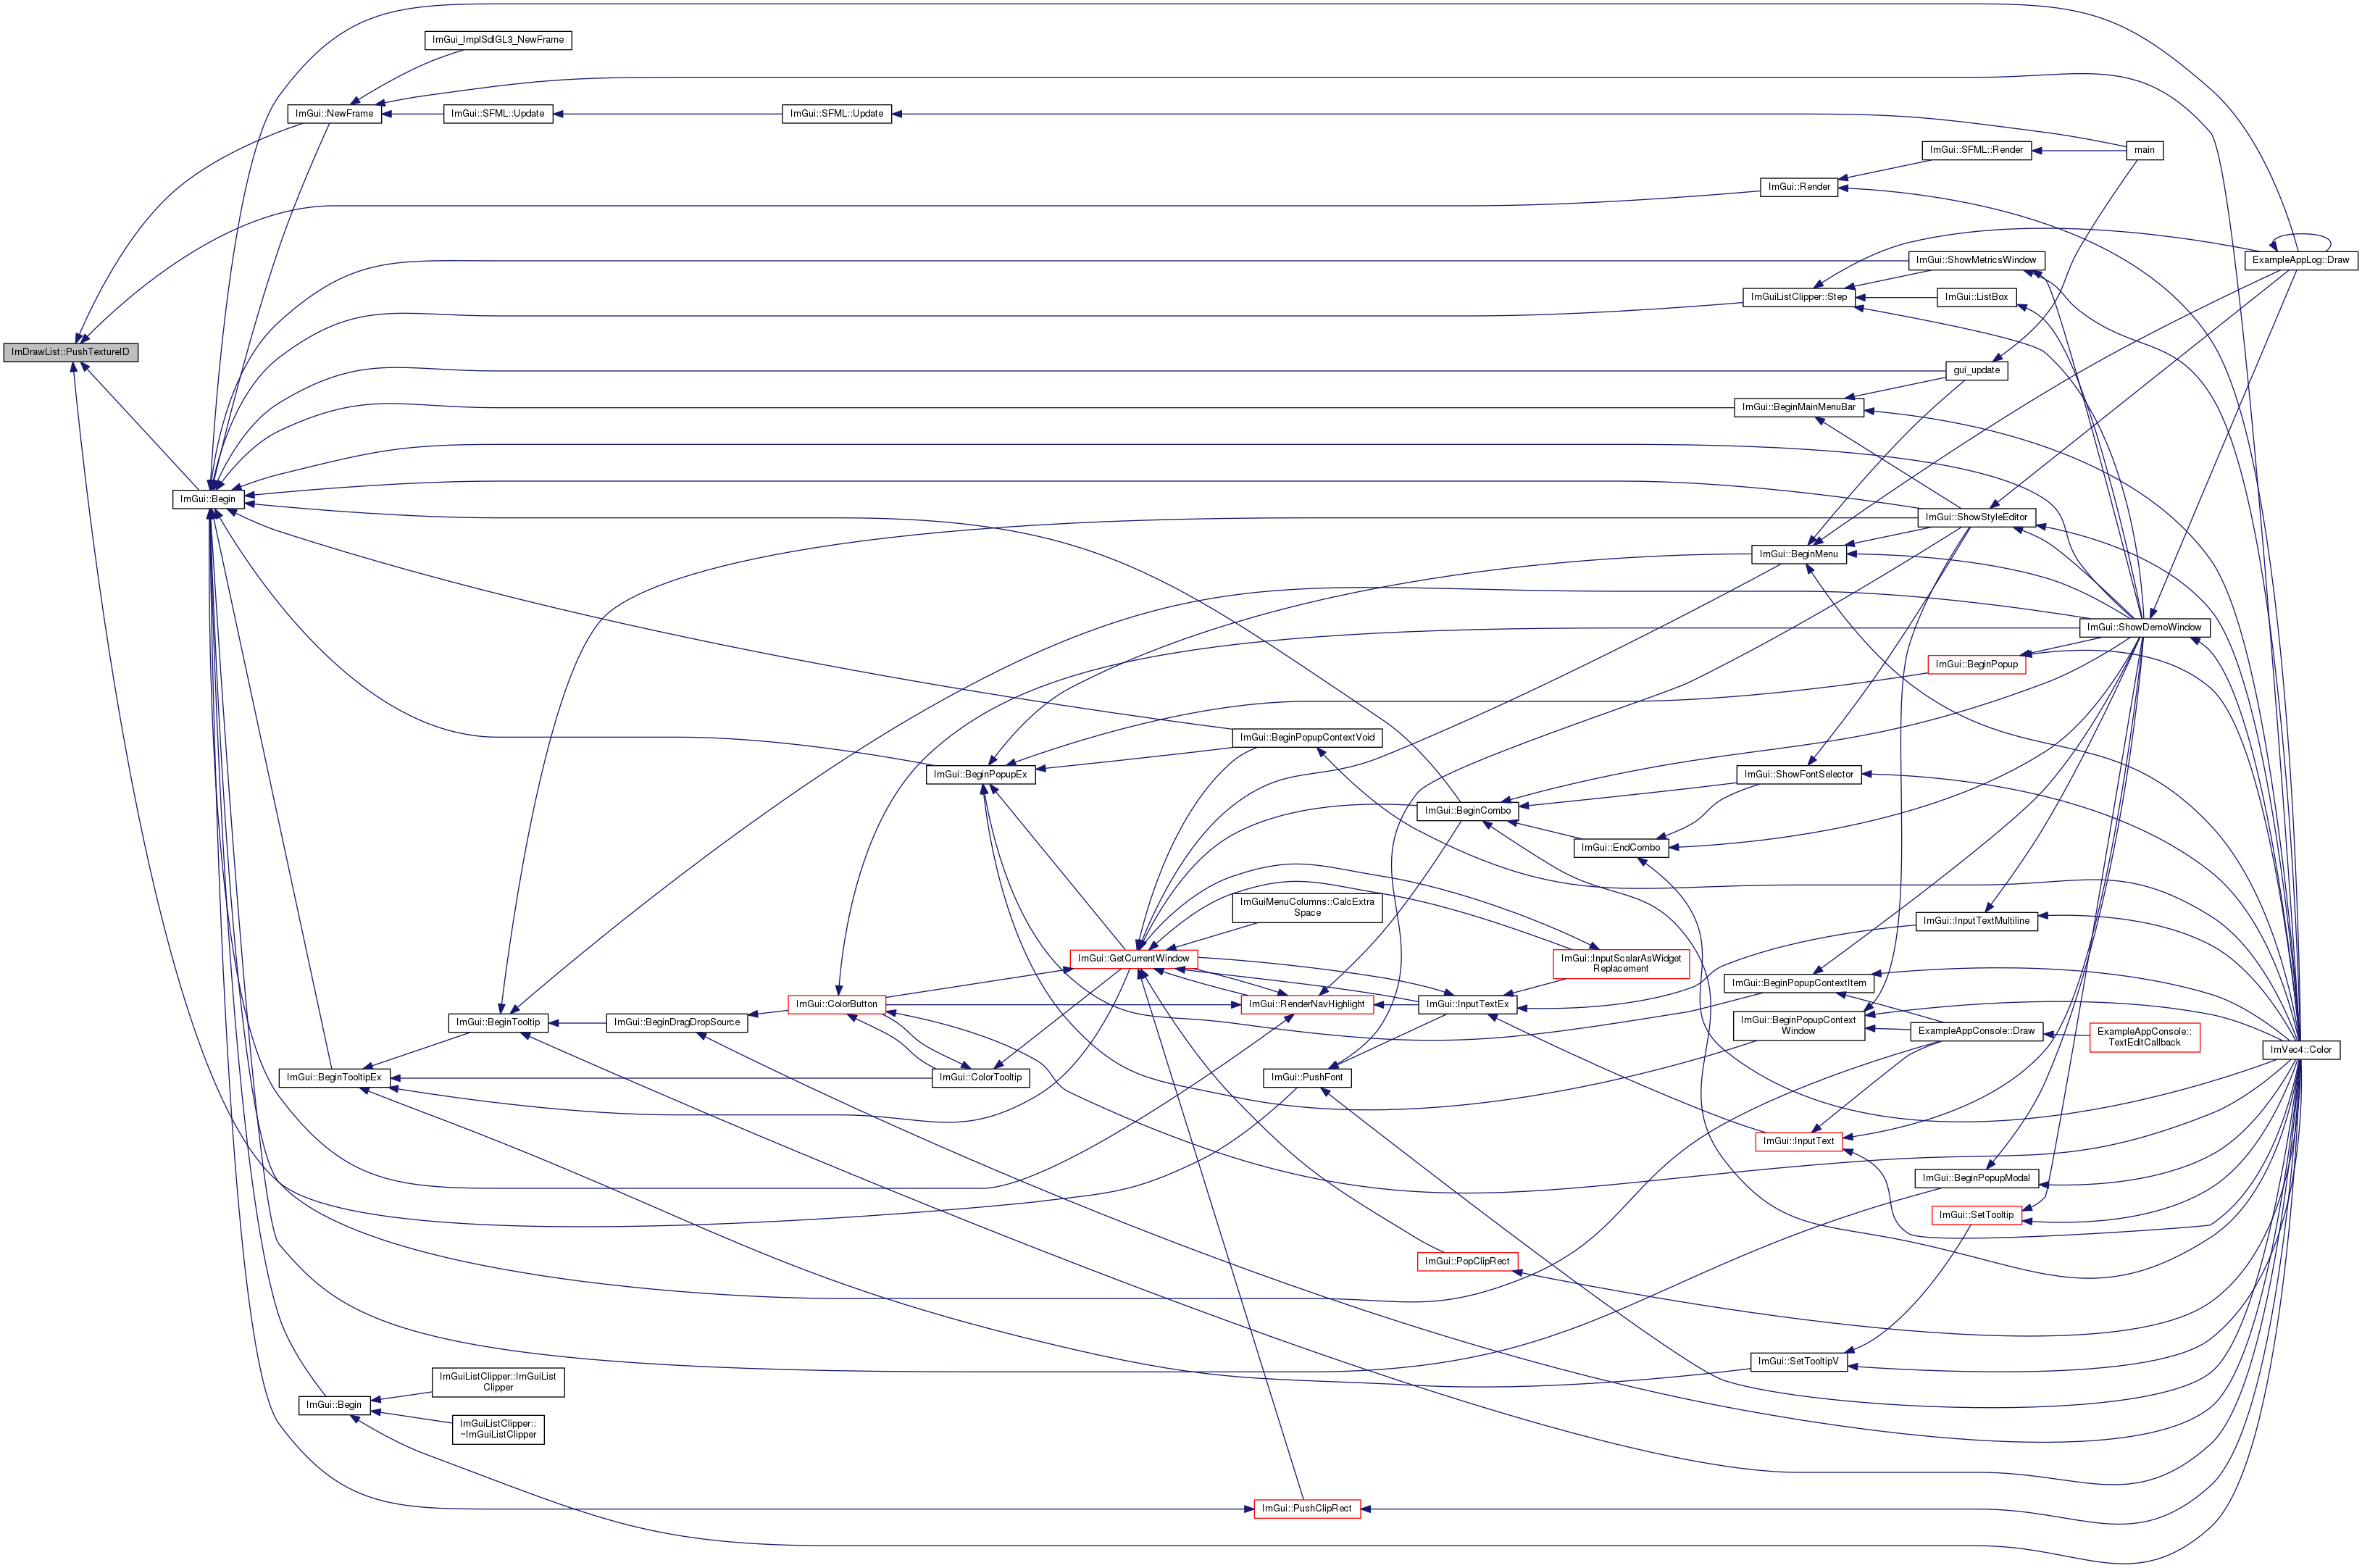 ImGui_ImplSdlGL3_NewFrame
ImGui::NewFrame
ImGui::SFML::Update
ImGui::SFML::Update
ImGui::SFML::Render
main
ImGui::Render
ImGui::ShowMetricsWindow
ExampleAppLog::Draw
ImGuiListClipper::Step
ImGui::ListBox
ImDrawList::PushTextureID
gui_update
ImGui::BeginMainMenuBar
ImGui::Begin
ImGui::ShowStyleEditor
ImGui::BeginMenu
ImGui::ShowDemoWindow
ImGui::BeginPopup
ImGui::BeginPopupContextVoid
ImGui::BeginPopupEx
ImGui::ShowFontSelector
ImGui::BeginCombo
ImGui::EndCombo
ImGuiMenuColumns::CalcExtra
Space
ImGui::InputTextMultiline
ImGui::GetCurrentWindow
ImGui::InputScalarAsWidget
Replacement
ImGui::BeginPopupContextItem
ImGui::ColorButton
ImGui::RenderNavHighlight
ImGui::InputTextEx
ImGui::BeginTooltip
ImGui::BeginDragDropSource
ImGui::BeginPopupContext
Window
ExampleAppConsole::Draw
ExampleAppConsole::
TextEditCallback
ImVec4::Color
ImGui::BeginTooltipEx
ImGui::ColorTooltip
ImGui::PushFont
ImGui::InputText
ImGui::BeginPopupModal
ImGui::SetTooltip
ImGui::PopClipRect
ImGui::SetTooltipV
ImGuiListClipper::ImGuiList
Clipper
ImGui::Begin
ImGuiListClipper::
~ImGuiListClipper
ImGui::PushClipRect